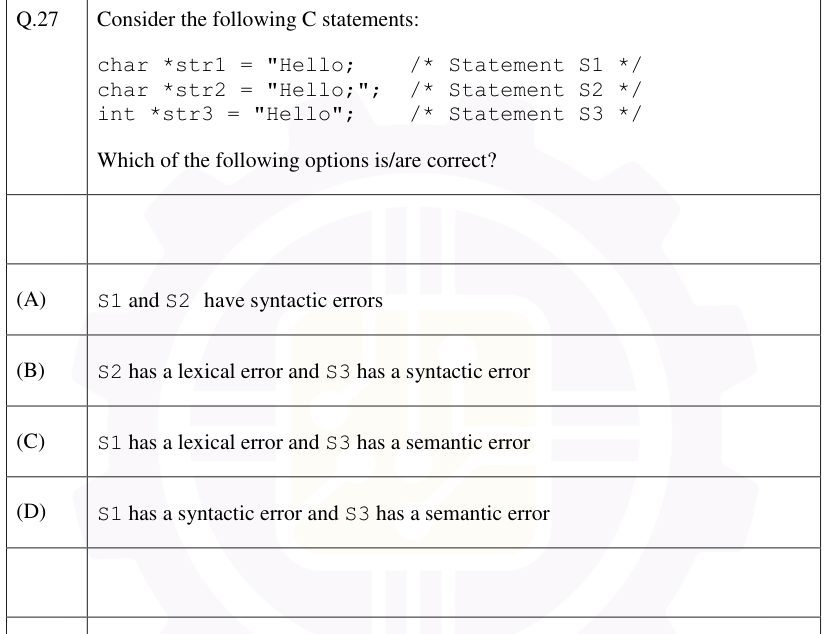 Q.27 Consider the following C statements:
char *str1 = "Hello; /* Statement S1 */
char *str2 = "Hello;"; /* Statement S2 */
int *str3 = "Hello"; /* Statement S3 */
Which of the following options is/are correct?
(A) S1 and S2 have syntactic errors
(B) S2 has a lexical error and S3 has a syntactic error
(C) S1 has a lexical error and S3 has a semantic error
(D) S1 has a syntactic error and S3 has a semantic error